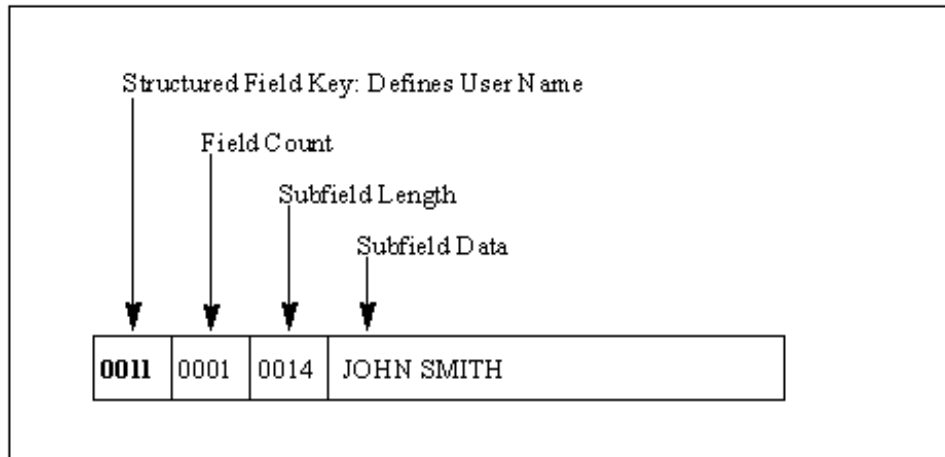 Structured Field Key: Defines User Name
Field Count
Subfield Length
Subfield Data
0011 0001 0014 JOHN SMITH